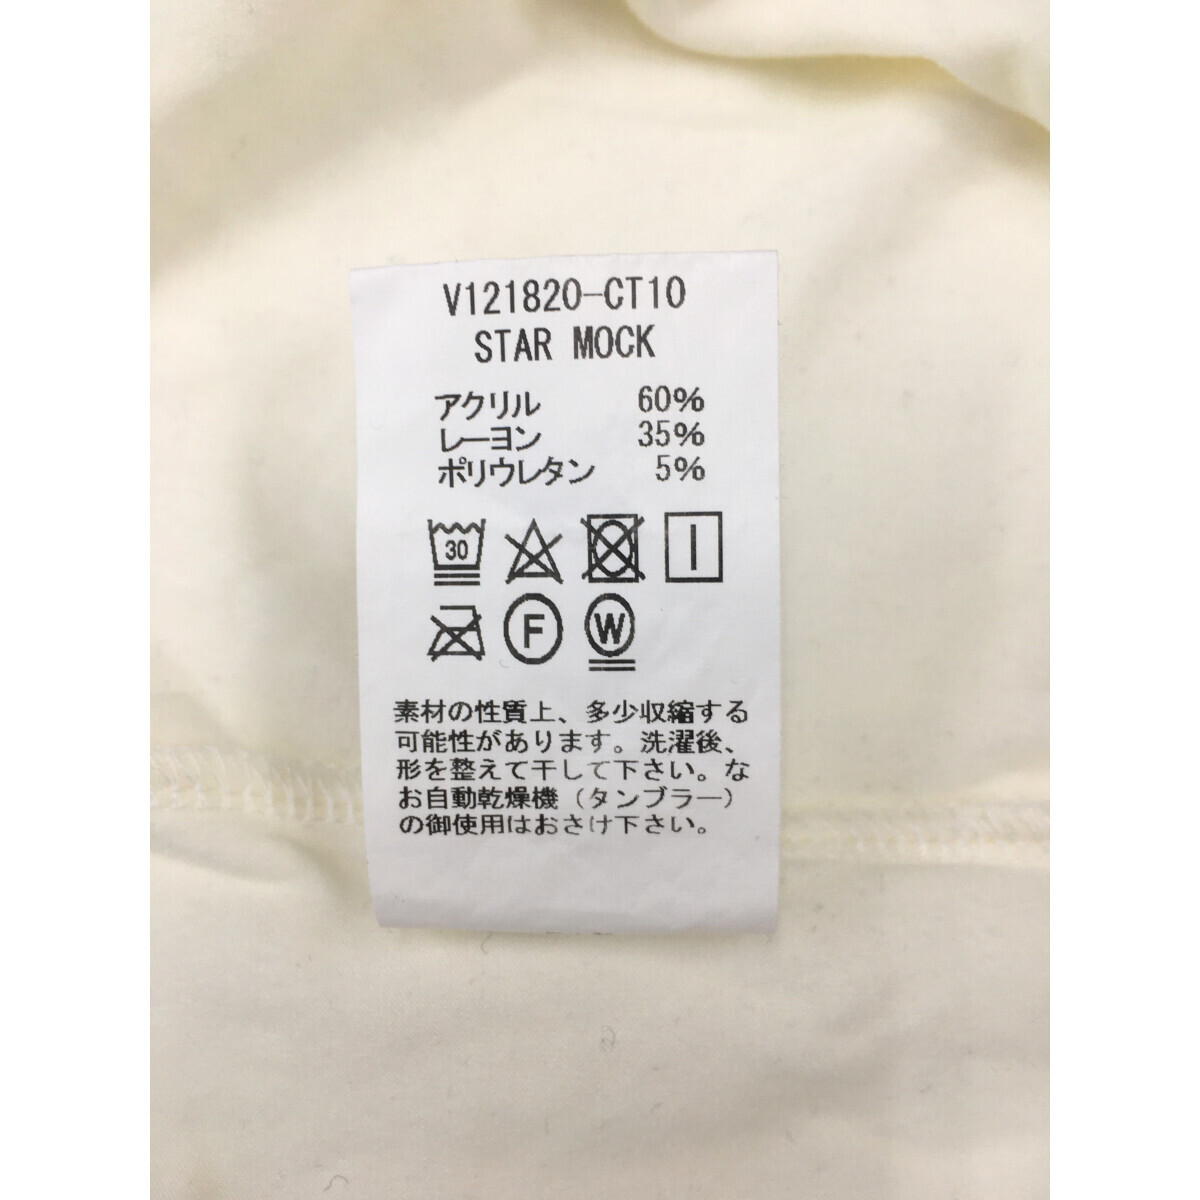 V121820-CT10
STAR MOCK
アクリル 60%
レーヨン 35%
ポリウレタン 5%
30
F W
素材の性質上、多少収縮する
可能性があります。洗濯後、
形を整えて干して下さい。な
お自動乾燥機（タンブラー）
の御使用はおさけ下さい。